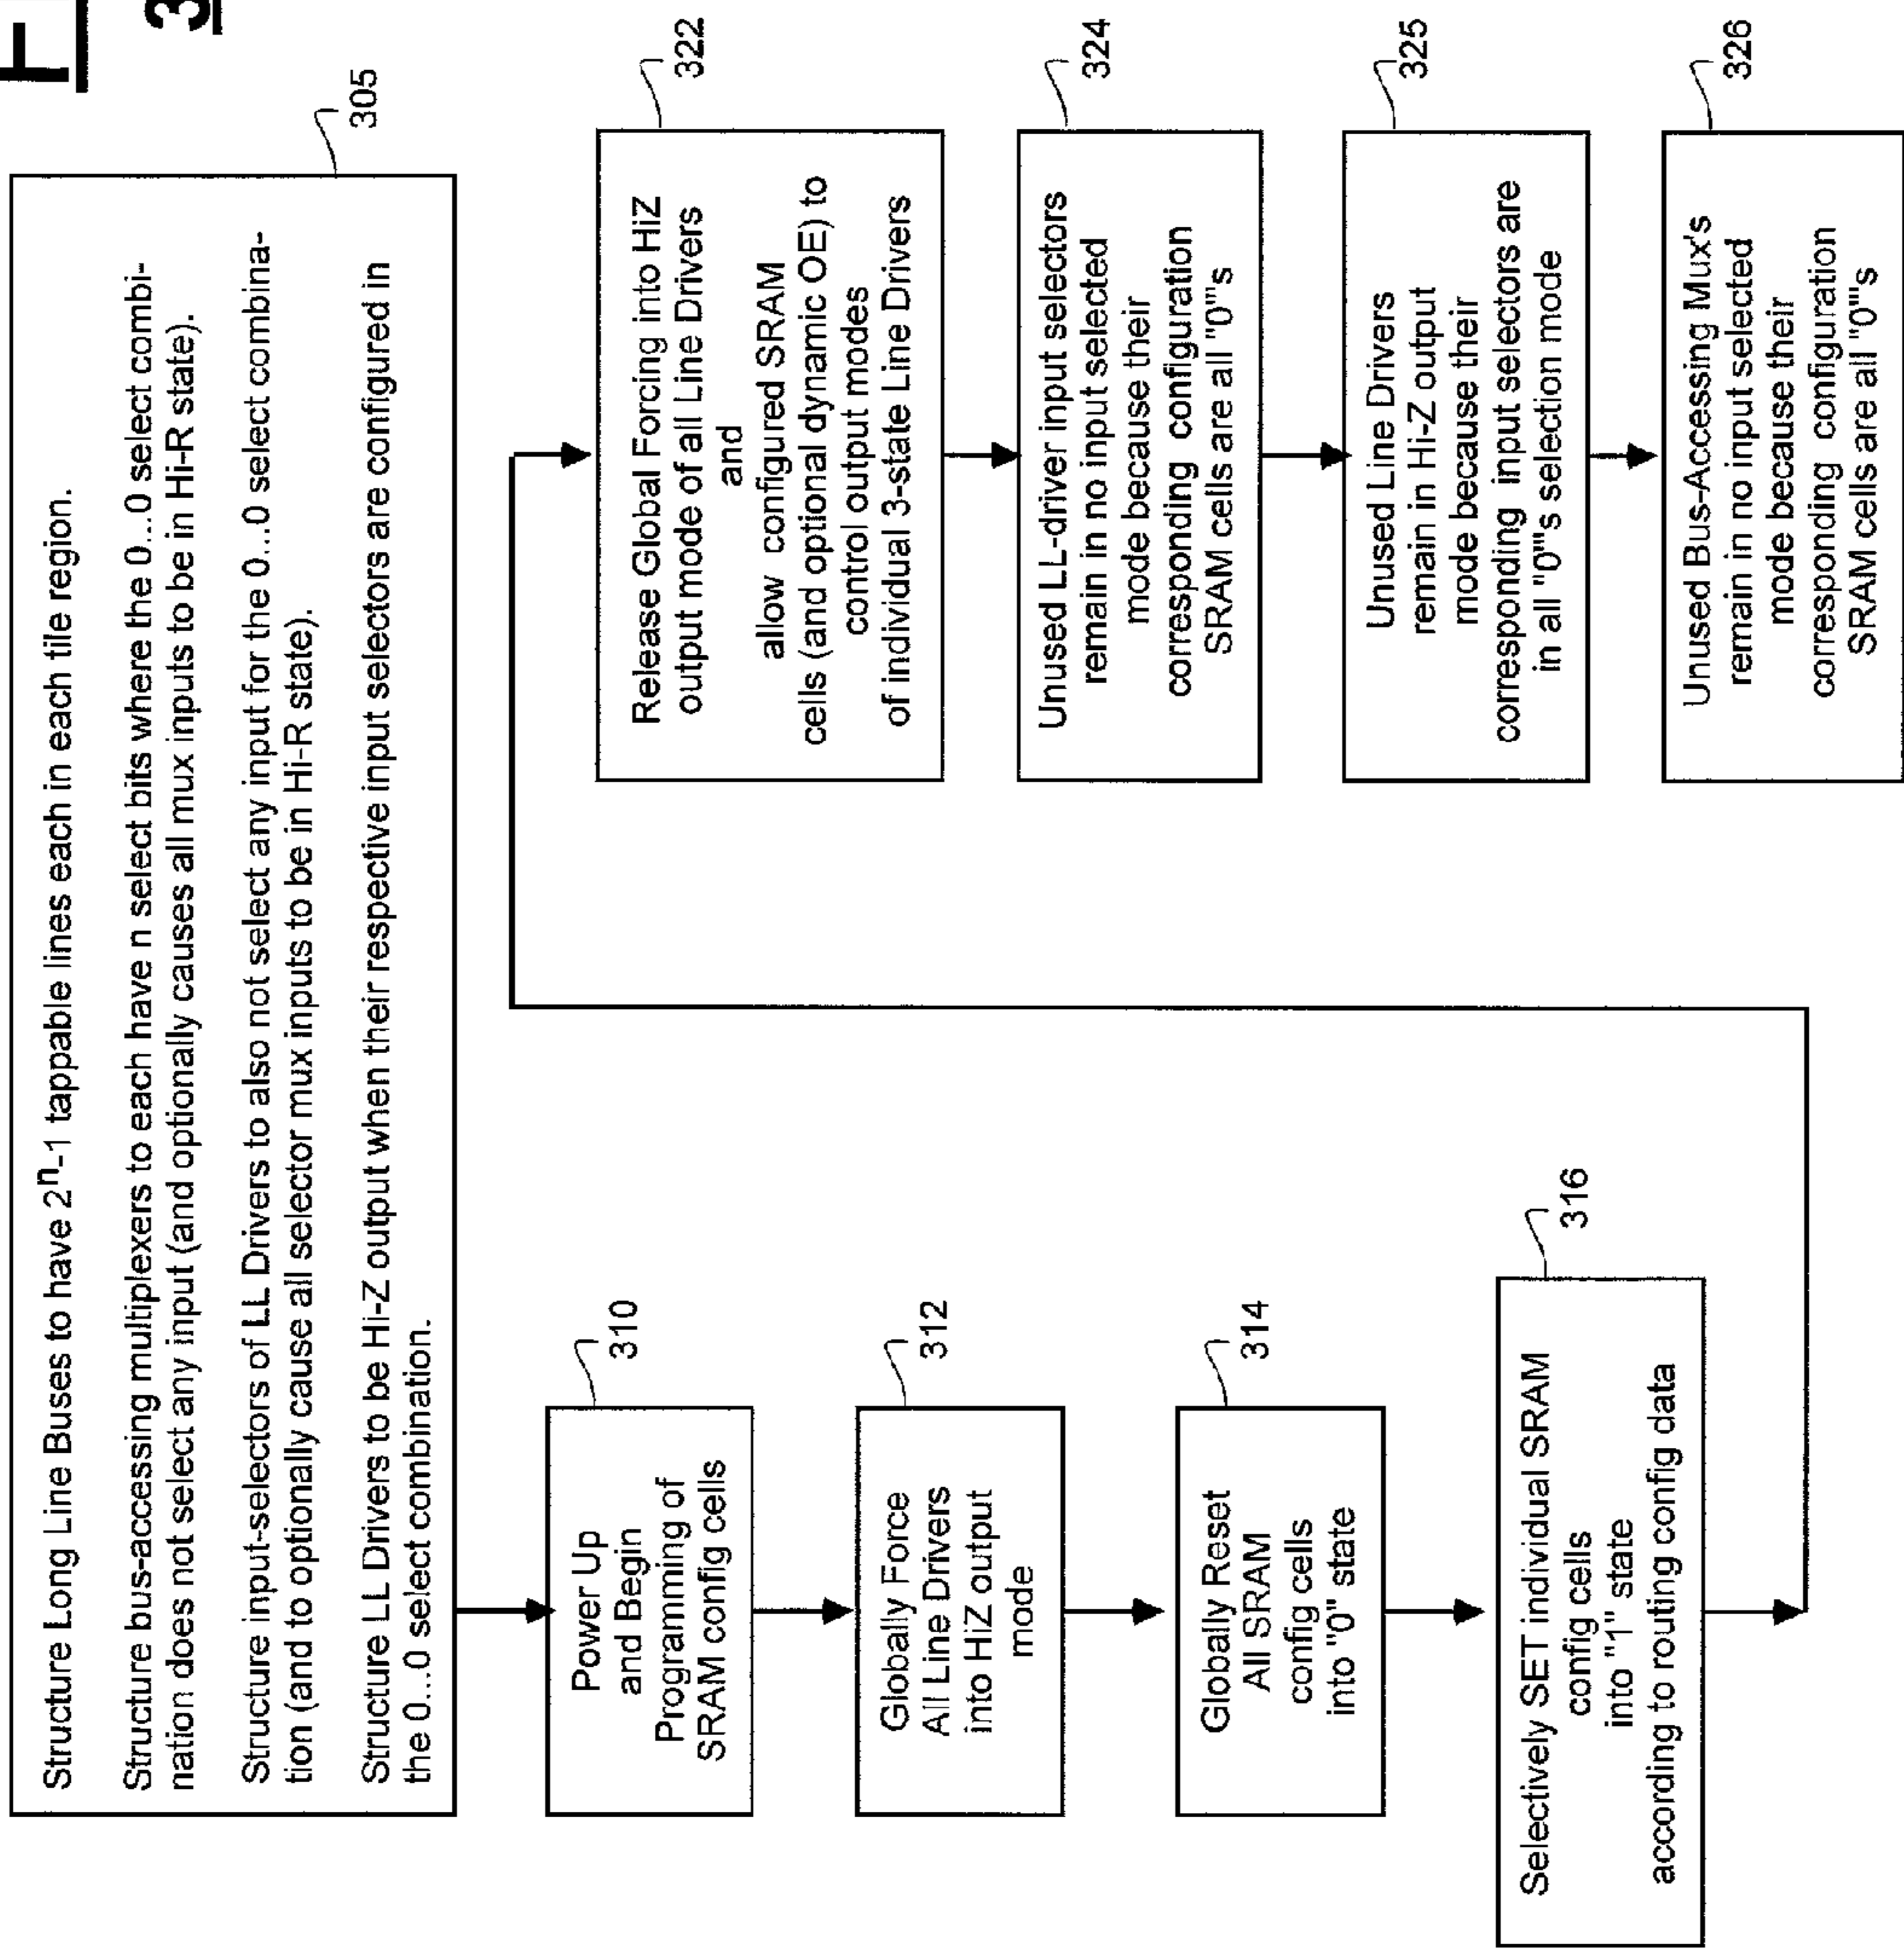 305
Structure Long Line Buses to have 2n-1 tappable lines each in each tile region.
Structure bus-accessing multiplexers to each have n select bits where the 0...0 select combi-
nation does not select any input (and optionally causes all mux inputs to be in Hi-R state).
Structure input-selectors of LL Drivers to also not select any input for the 0...0 select combina-
tion (and to optionally cause all selector mux inputs to be in Hi-R state).
Structure LL Drivers to be Hi-Z output when their respective input selectors are configured in
the 0...0 select combination.
310
Power Up
and Begin
Programming of
SRAM config cells
312
Globally Force
All Line Drivers
into HiZ output
mode
314
Globally Reset
All SRAM
config cells
into "0" state
316
Selectively SET individual SRAM
config cells
into "1" state
according to routing config data
322
Release Global Forcing into HiZ
output mode of all Line Drivers
and
allow configured SRAM
cells (and optional dynamic OE) to
control output modes
of individual 3-state Line Drivers
324
Unused LL-driver input selectors
remain in no input selected
mode because their
corresponding configuration
SRAM cells are all "0"'s
325
Unused Line Drivers
remain in Hi-Z output
mode because their
corresponding input selectors are
in all "0"'s selection mode
326
Unused Bus-Accessing Mux's
remain in no input selected
mode because their
corresponding configuration
SRAM cells are all "0"'s